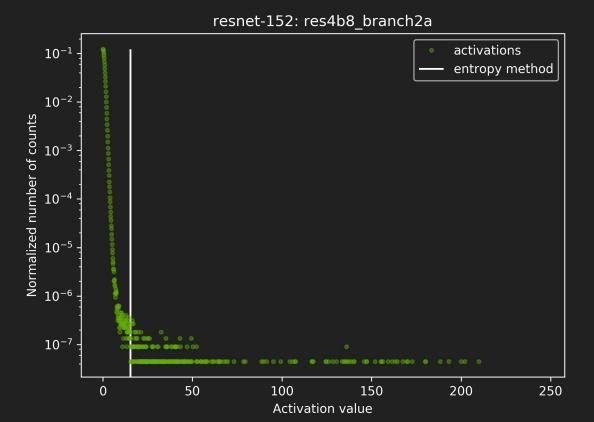 resnet-152: res4b8_branch2a
activations
entropy method
Normalized number of counts
10⁻¹
10⁻²
10⁻³
10⁻⁴
10⁻⁵
10⁻⁶
10⁻⁷
0 50 100 150 200 250
Activation value